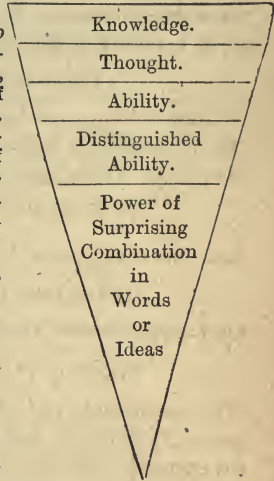 Knowledge.
Thought.
Ability.
Distinguished
Ability.
Power of
Surprising
Combination
in
Words
or
Ideas